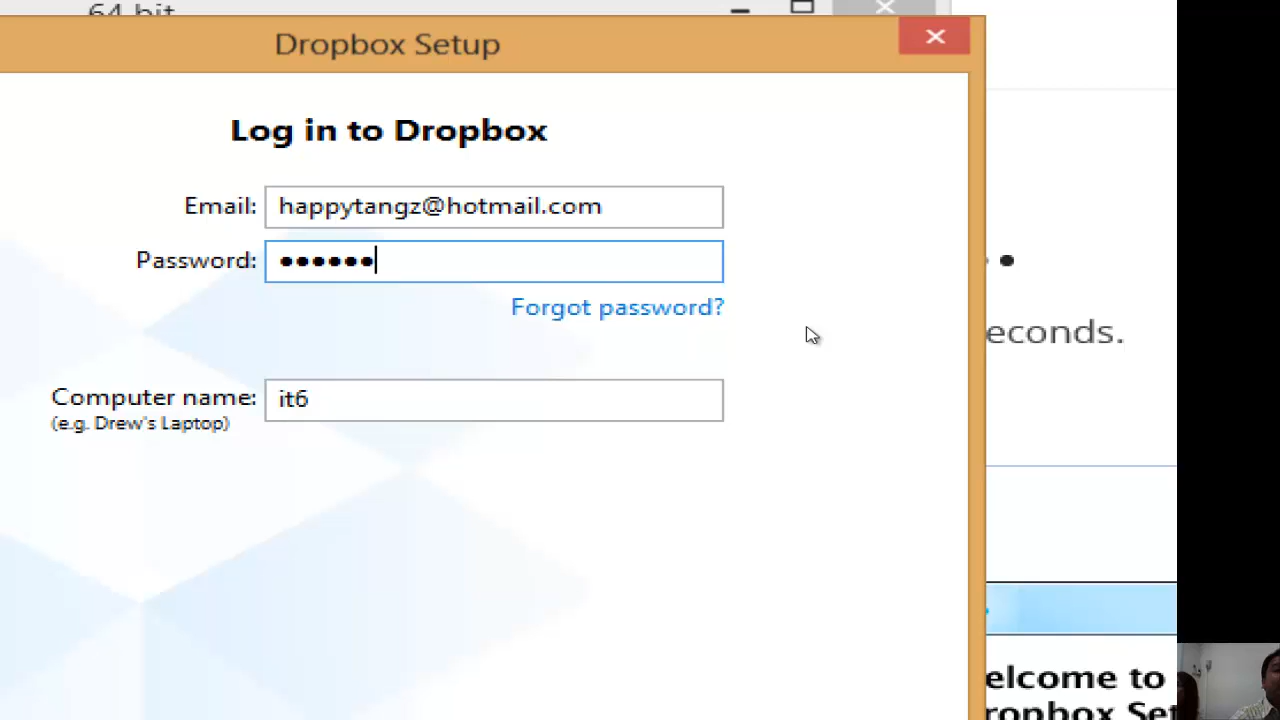 64 bit
Dropbox Setup
Log in to Dropbox
Email: happytangz@hotmail.com
Password: ••••••
Forgot password?
econds.
Computer name: it6
(e.g. Drew's Laptop)
elcome to
ropbox Set